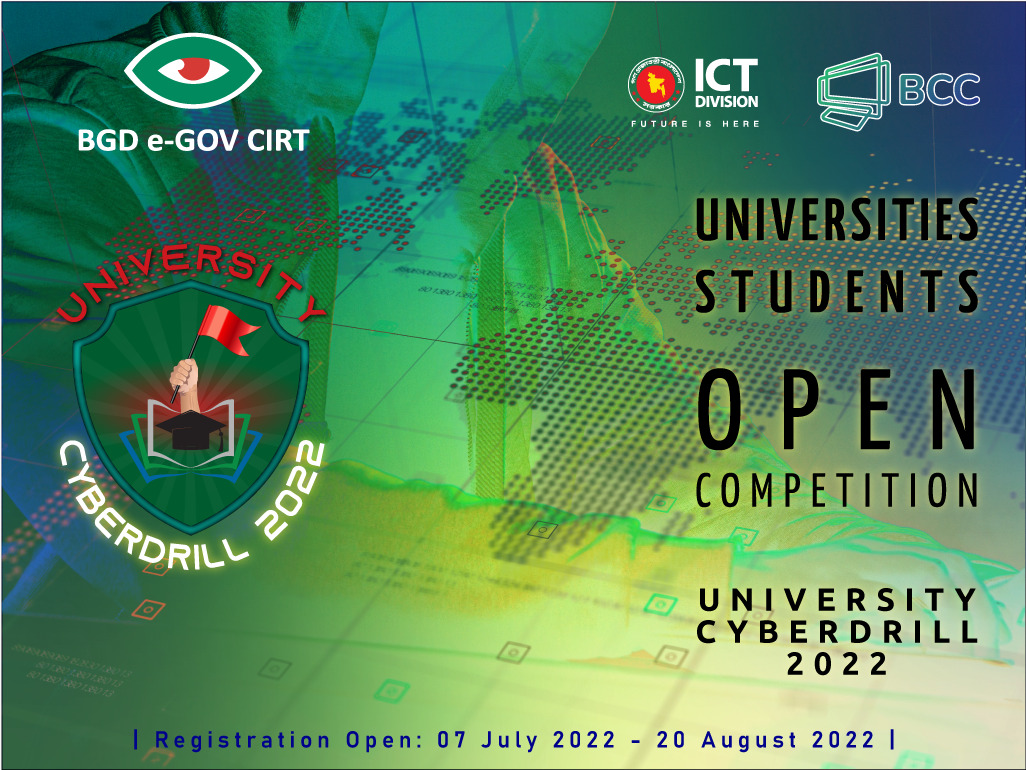 BGD e-GOV CIRT
ICT
DIVISION
FUTURE IS HERE
BCC
UNIVERSITIES
STUDENTS
OPEN
COMPETITION
UNIVERSITY
CYBERDRILL 2022
UNIVERSITY
CYBERDRILL
2022
| Registration Open: 07 July 2022 - 20 August 2022 |